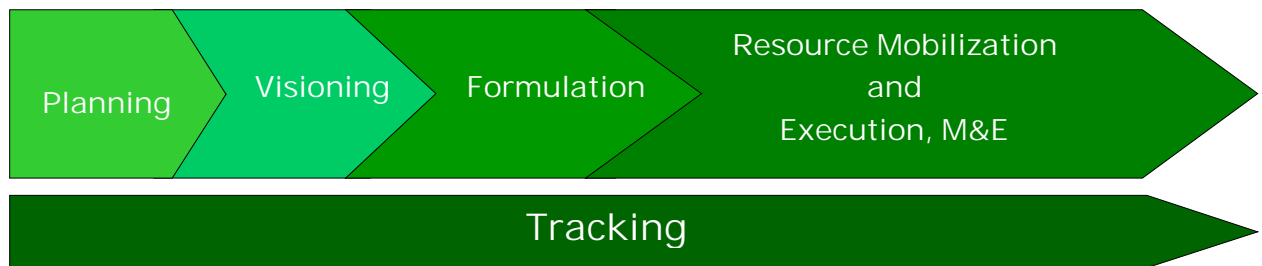 Planning
Visioning
Formulation
Resource Mobilization
and
Execution, M&E
Tracking